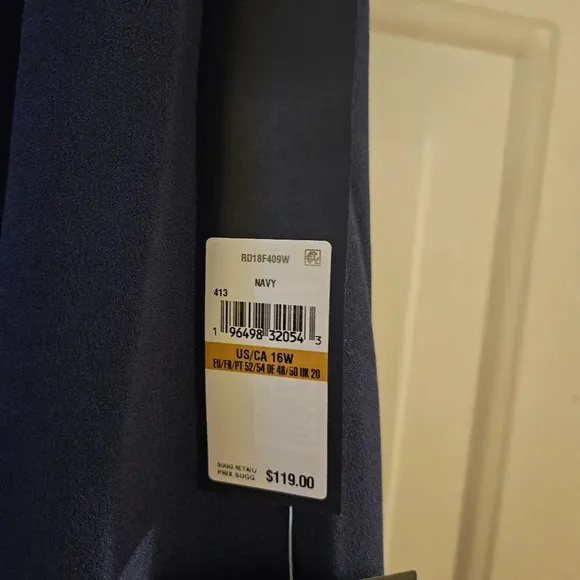 RD18F409W
NAVY
413
1 96498 32054 3
US/CA 16W
EU/FR/PT 52/54 DE 48/50 UK 20
SUGG RETAIL/
PRIX SUGG $119.00